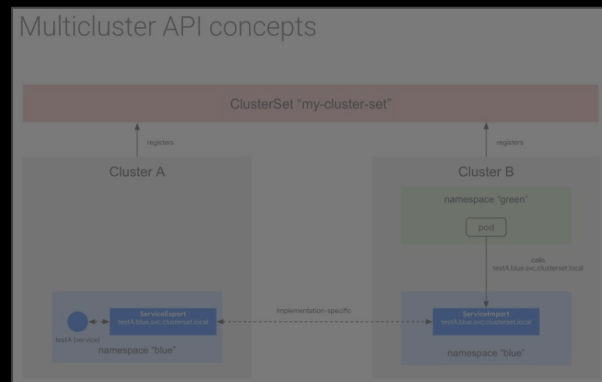 Multicluster API concepts
ClusterSet “my-cluster-set”
registers
registers
Cluster A
Cluster B
namespace “green”
pod
calls
testA.blue.svc.clusterset.local
ServiceExport
testA.blue.svc.clusterset.local
implementation-specific
ServiceImport
testA.blue.svc.clusterset.local
testA (service)
namespace “blue”
namespace “blue”